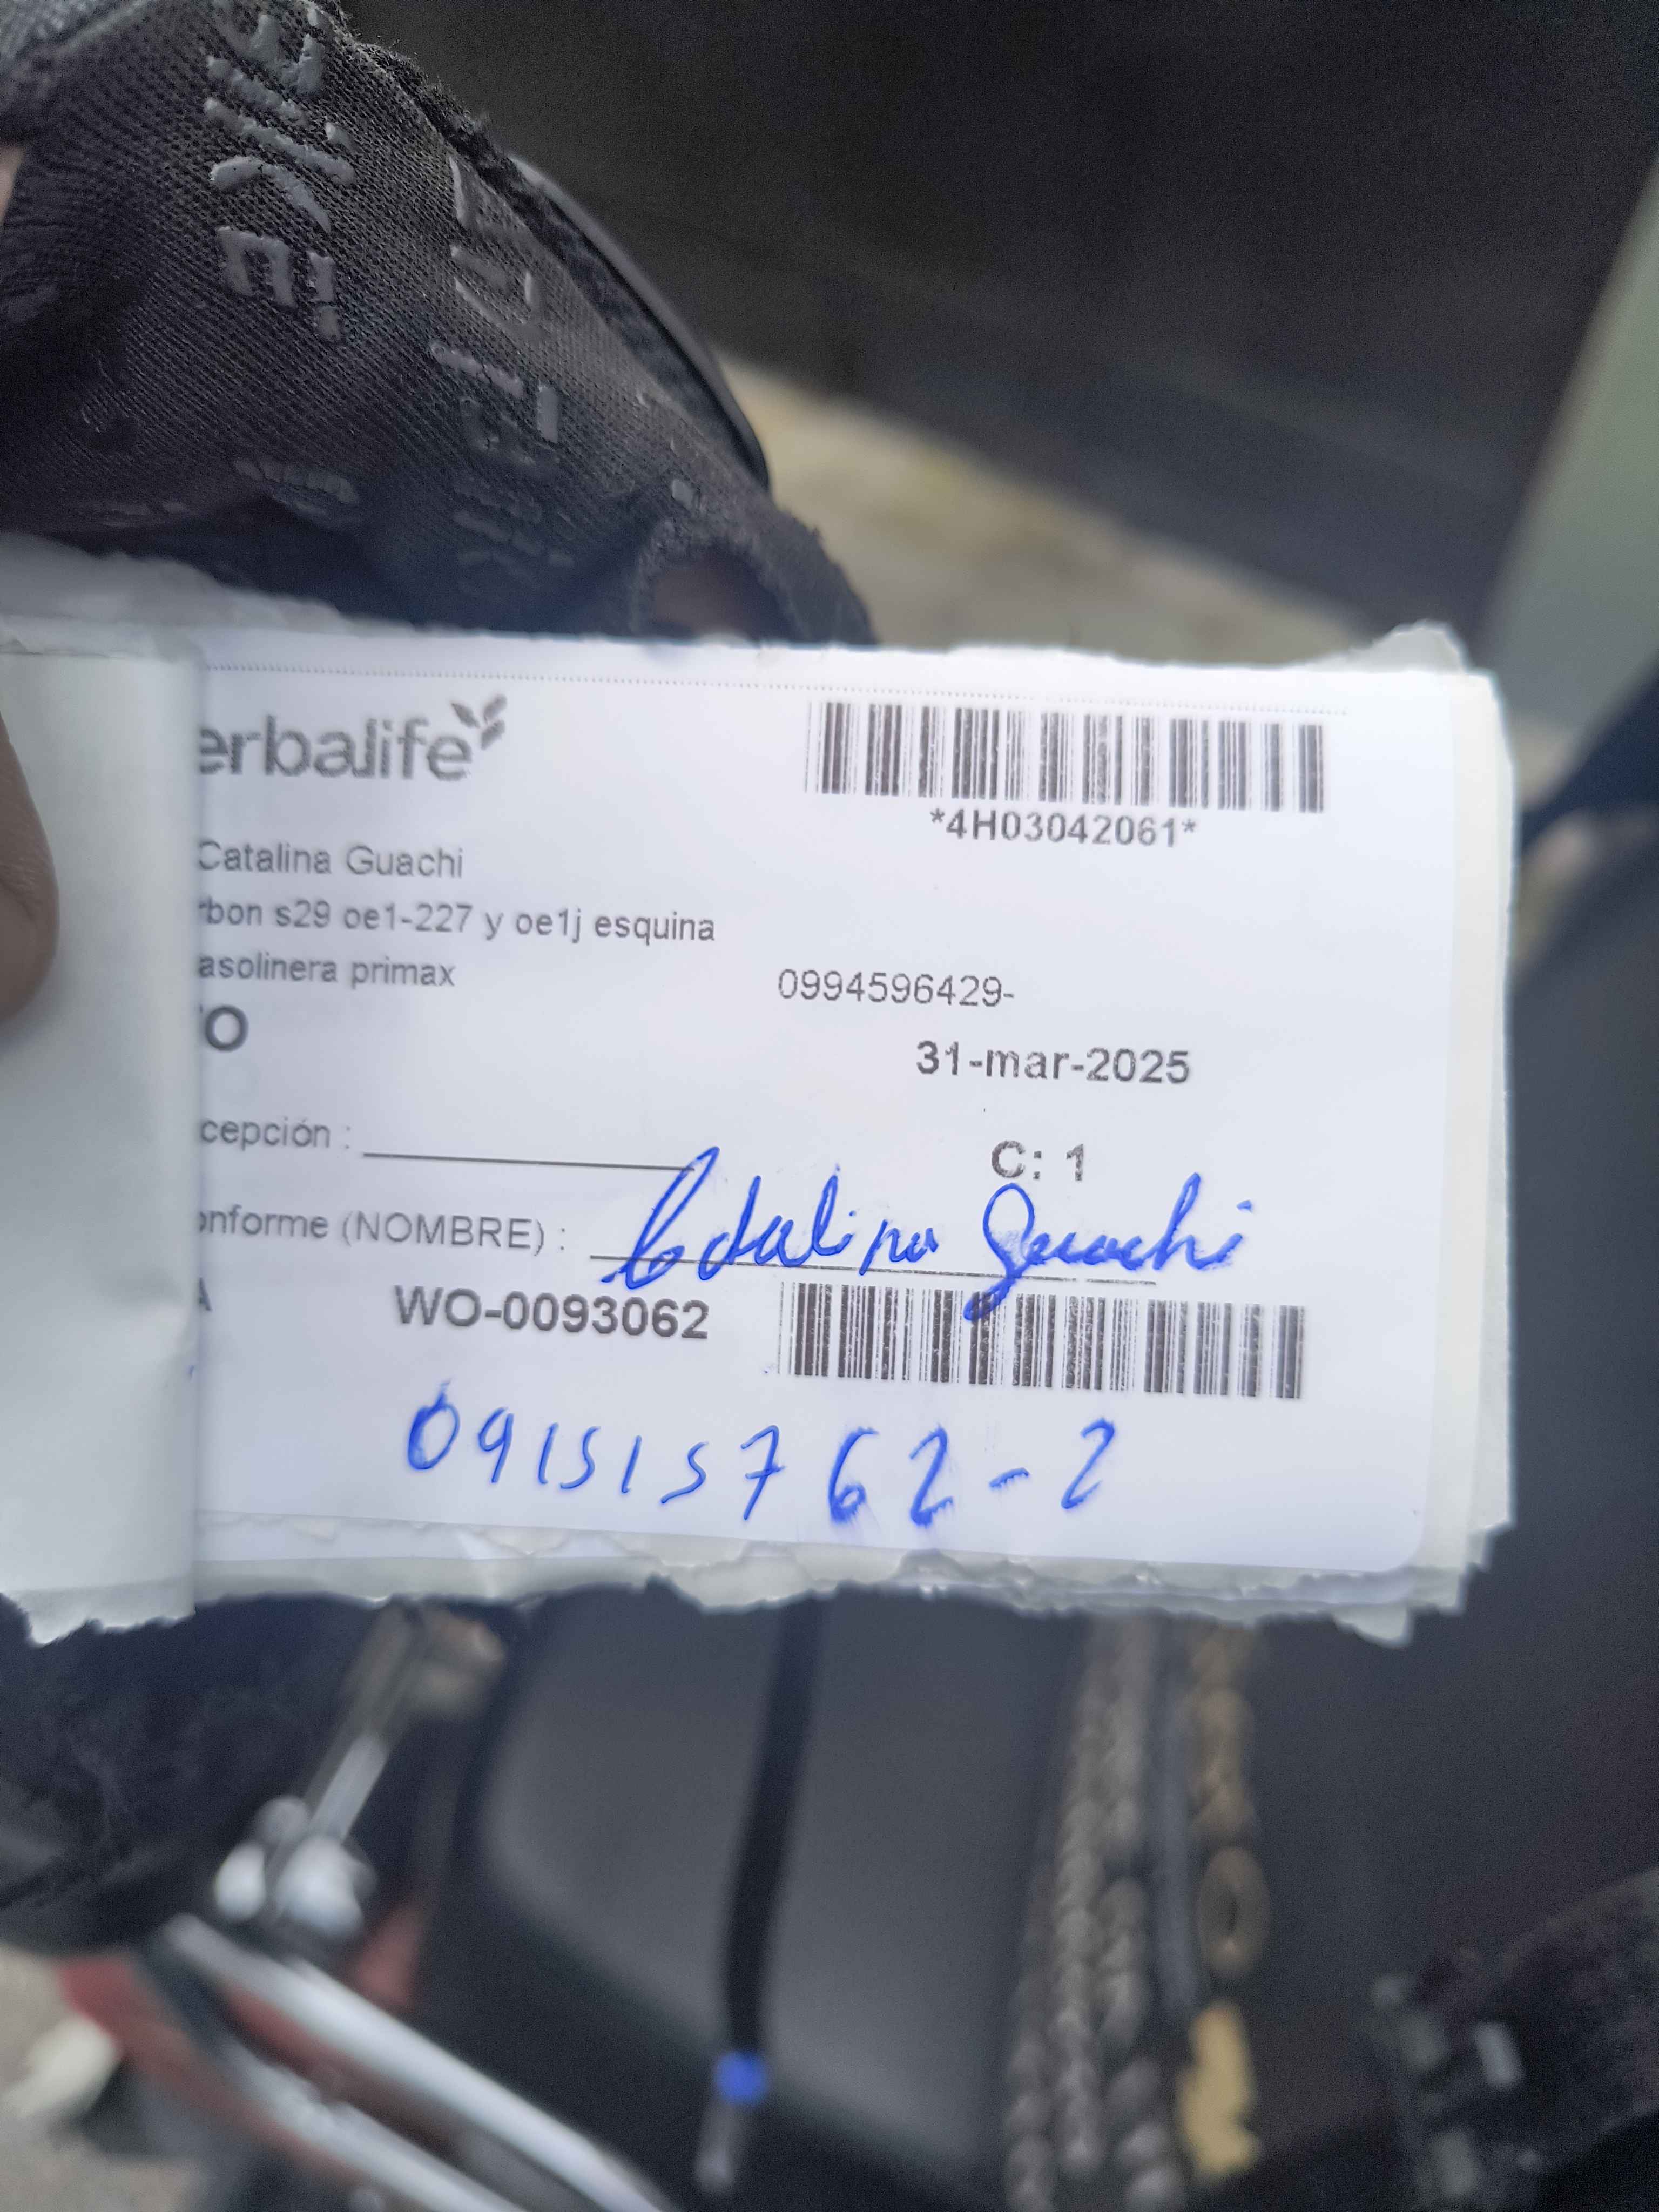 erbalife
*4H03042061*
Catalina Guachi
rbon s29 oe1-227 y oe1j esquina
asolinera primax
0994596429-
TO
31-mar-2025
cepción :
C: 1
onforme (NOMBRE) : Catalina Guachi
A
WO-0093062
091515762-2